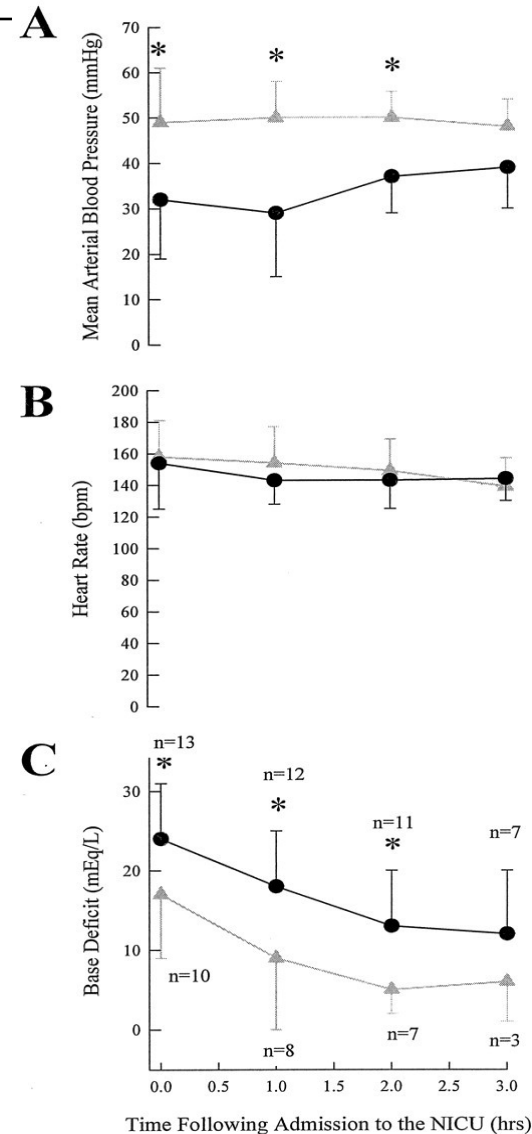 A
Mean Arterial Blood Pressure (mmHg)
70
60
50
40
30
20
10
0
*
*
*
B
Heart Rate (bpm)
200
180
160
140
120
100
80
60
40
20
0
C
Base Deficit (mEq/L)
30
20
10
0
n=13
*
n=12
*
n=11
*
n=7
n=10
n=8
n=7
n=3
0.0 0.5 1.0 1.5 2.0 2.5 3.0
Time Following Admission to the NICU (hrs)